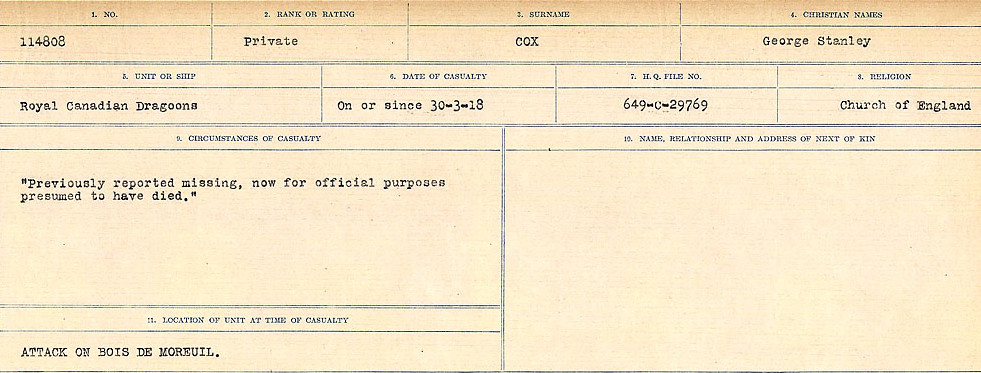 1. NO.
2. RANK OR RATING
3. SURNAME
4. CHRISTIAN NAMES
114808
Private
COX
George Stanley
5. UNIT OR SHIP
6. DATE OF CASUALTY
7. H. Q. FILE NO.
8. RELIGION
Royal Canadian Dragoons
On or since 30-3-18
649-C-29769
Church of England
9. CIRCUMSTANCES OF CASUALTY
10. NAME, RELATIONSHIP AND ADDRESS OF NEXT OF KIN
"Previously reported missing, now for official purposes
presumed to have died."
11. LOCATION OF UNIT AT TIME OF CASUALTY
ATTACK ON BOIS DE MOREUIL.